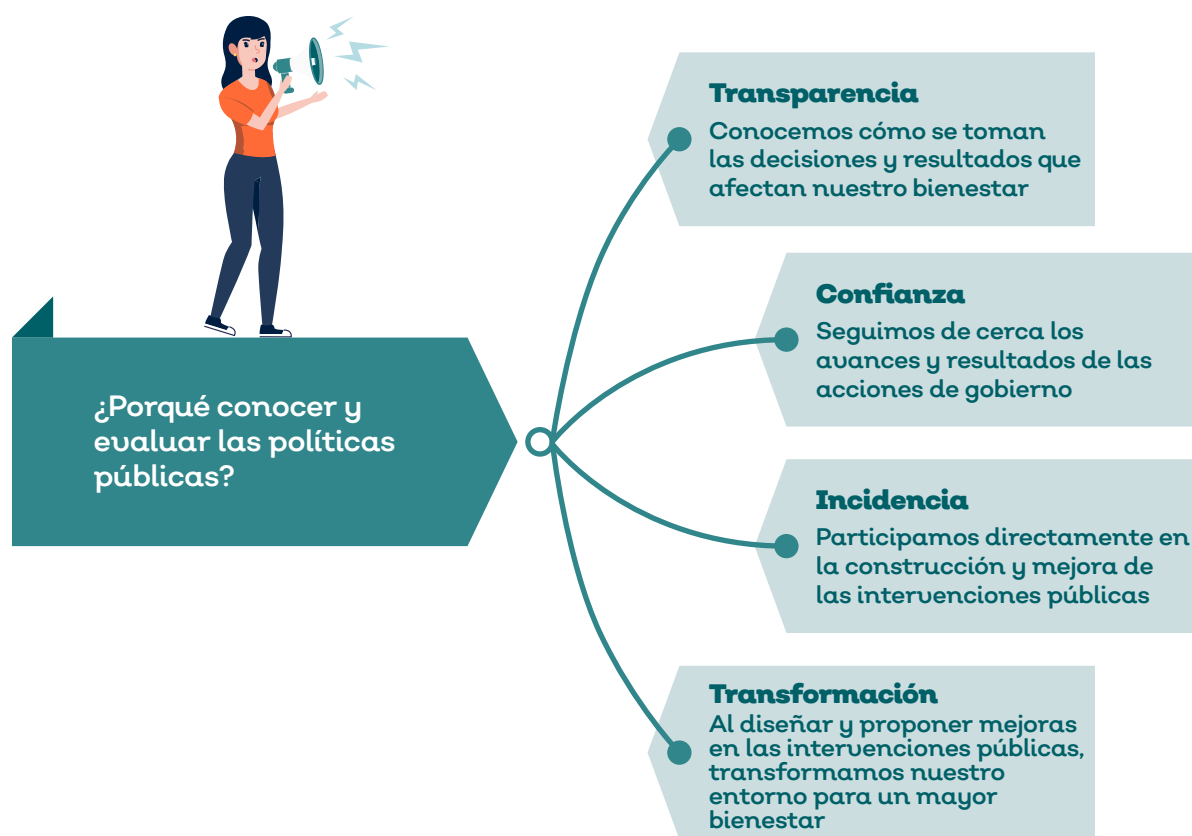 ¿Porqué conocer y
evaluar las políticas
públicas?
Transparencia
Conocemos cómo se toman
las decisiones y resultados que
afectan nuestro bienestar
Confianza
Seguimos de cerca los
avances y resultados de las
acciones de gobierno
Incidencia
Participamos directamente en
la construcción y mejora de
las intervenciones públicas
Transformación
Al diseñar y proponer mejoras
en las intervenciones públicas,
transformamos nuestro
entorno para un mayor
bienestar